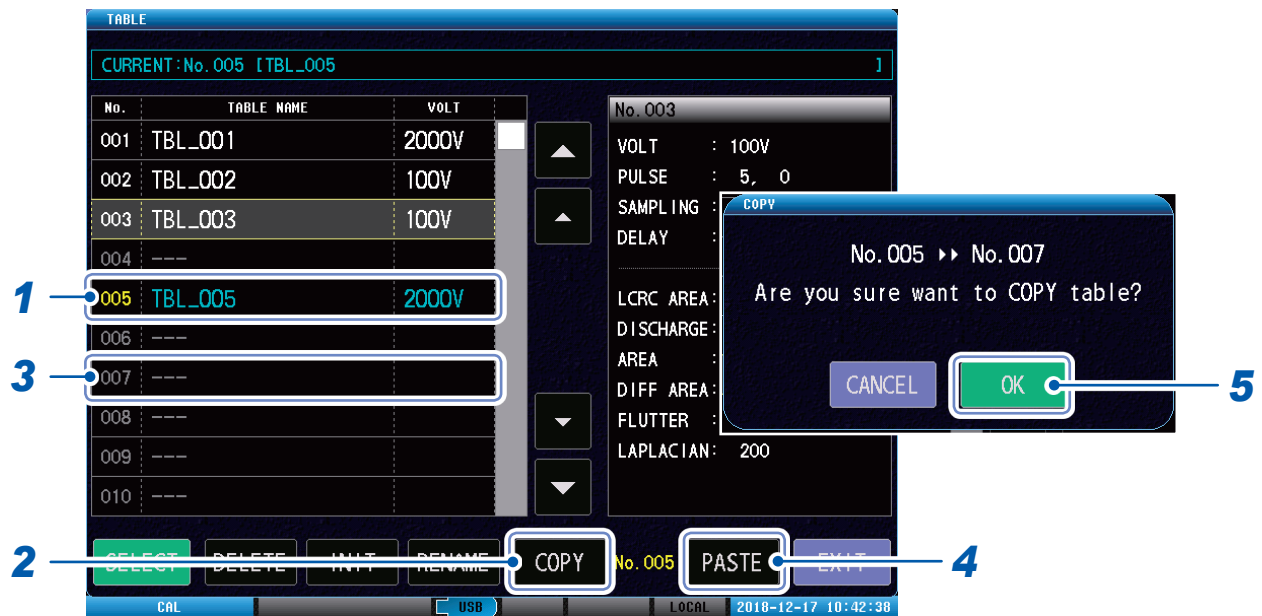 TABLE
CURRENT:No.005 [TBL_005 ]
No. TABLE NAME VOLT
001 TBL_001 2000V
002 TBL_002 100V
003 TBL_003 100V
004 ---
1 005 TBL_005 2000V
006 ---
3 007 ---
008 ---
009 ---
010 ---
No.003
VOLT : 100V
PULSE : 5, 0
SAMPLING :
DELAY :
LCRC AREA:
DISCHARGE:
AREA :
DIFF AREA:
FLUTTER :
LAPLACIAN: 200
COPY
No.005 ▸▸ No.007
Are you sure want to COPY table?
CANCEL OK 5
2 SELECT DELETE INIT RENAME COPY No.005 PASTE EXIT 4
CAL USB LOCAL 2018-12-17 10:42:38